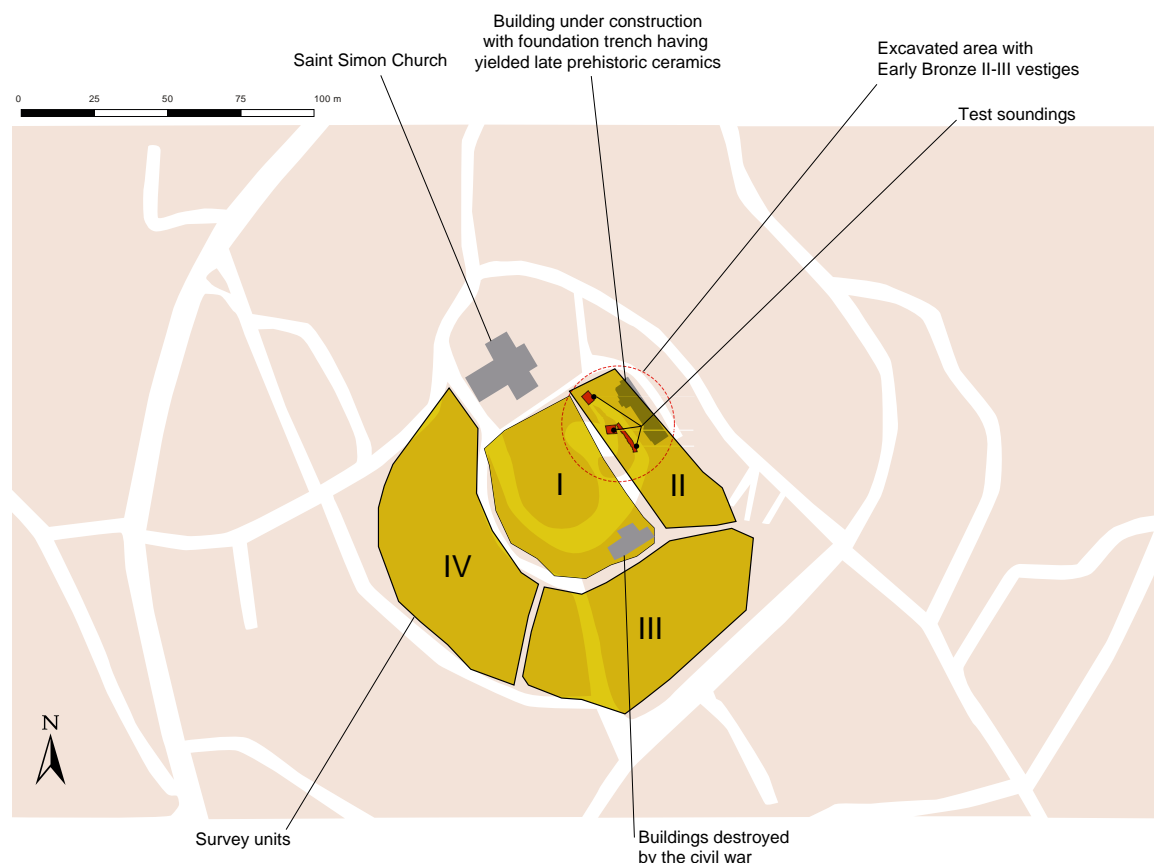 Building under construction
with foundation trench having
yielded late prehistoric ceramics
Saint Simon Church
Excavated area with
Early Bronze II-III vestiges
0 25 50 75 100 m
Test soundings
I
II
IV
III
N
Survey units
Buildings destroyed
by the civil war